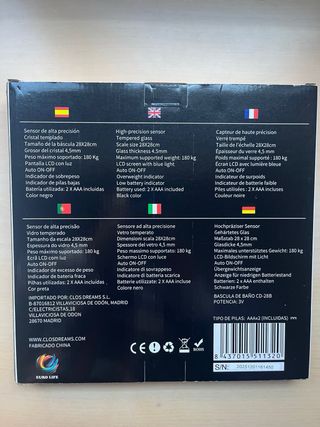 Sensor de alta precisión
Cristal templado
Tamaño de la báscula 28X28cm
Grosor del cristal 4,5mm
Peso máximo soportado: 180 Kg
Pantalla LCD con luz
Auto ON-OFF
Indicador de sobrepeso
Indicador de pilas bajas
Bateria utilizada: 2 X AAA incluidas
Color negro
High-precision sensor
Tempered glass
Scale size 28X28cm
Glass thickness 4.5mm
Maximum supported weight: 180 kg
LCD screen with blue light
Auto ON-OFF
Overweight indicator
Low battery indicator
Battery used: 2 X AAA included
Black color
Capteur de haute précision
Verre trempé
Taille de l'échelle 28X28cm
Épaisseur du verre 4,5 mm
Poids maximal supporté : 180 kg
Écran LCD avec lumière bleue
Auto ON-OFF
Indicateur de surpoids
Indicateur de batterie faible
Piles utilizées: 2 X AAA incluses
Couleur noire
Sensor de alta precisão
Vidro temperado
Tamanho da escala 28X28cm
Espessura do vidro 4,5 mm
Peso máximo suportado: 180 kg
Ecrã LCD com luz
Auto ON-OFF
Indicador de excesso de peso
Indicador de bateria fraca
Pilhas utilizadas: 2 X AAA incluidas
Cor preta
Sensore ad alta precisione
Vetro temperato
Dimensioni scala 28X28cm
Spessore del vetro 4,5 mm
Peso massimo supportato: 180 kg
Schermo LCD con luce
Auto ON-OFF
Indicatore di sovrappeso
Indicatore di batteria scarica
Batterie utilizzate: 2 X AAA incluse
Colore nero
Hochpräziser Sensor
Gehärtetes Glas
Maßstab 28 x 28 cm
Glasdicke 4,5mm
Maximales unterstütztes Gewicht: 180 kg
LCD-Bildschirm mit Licht
Auto ON-OFF
Übergewichtsanzeige
Anzeige für niedrigen Batteriestand
Batterien: 2 X AAA enthalten
Schwarze Farbe
IMPORTADO POR: CLOS DREAMS S.L.
B-87016812 VILLAVICIOSA DE ODÓN, MADRID
C/ELECTRICISTAS,18
VILLAVICIOSA DE ODON
28670 MADRID
WWW.CLOSDREAMS.COM
FABRICADO CHINA
BASCULA DE BAÑO CD-28B
POTENCIA: 3V
TIPO DE PILAS: AAAx2 (INCLUIDAS)
EURO LIFE
CE
RoHS
8 437015 511320
S/N: 20251201161450